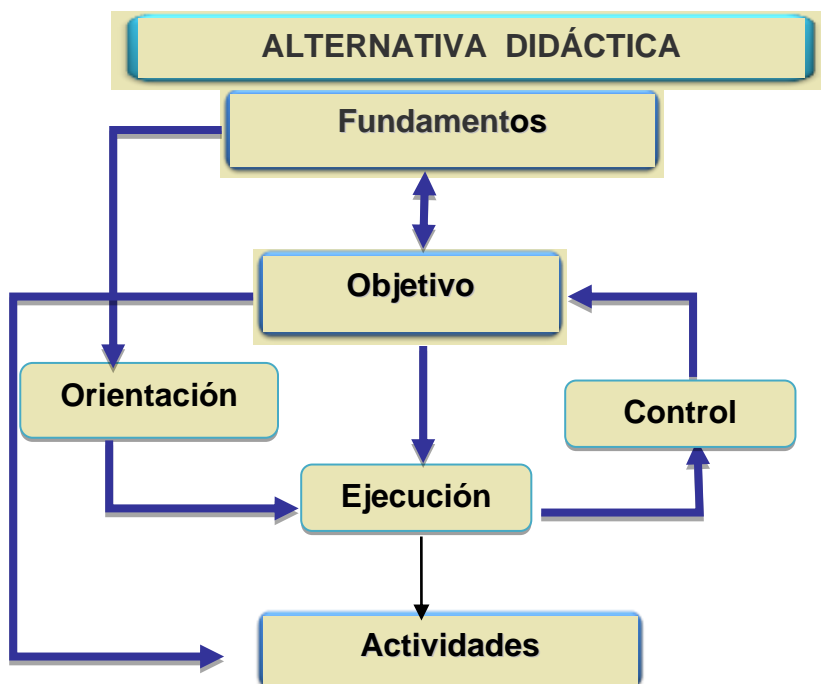 ALTERNATIVA DIDÁCTICA
Fundamentos
Objetivo
Orientación
Control
Ejecución
Actividades